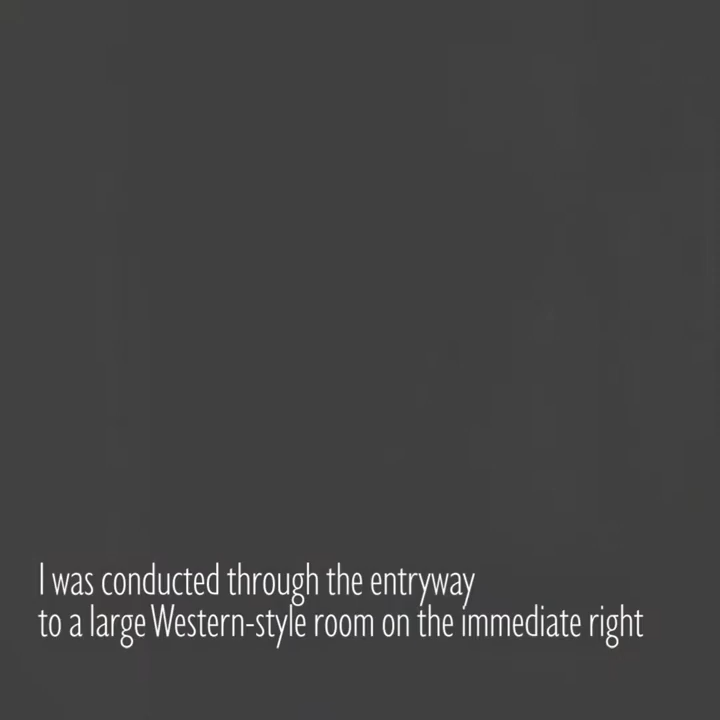 I was conducted through the entryway
to a large Western-style room on the immediate right